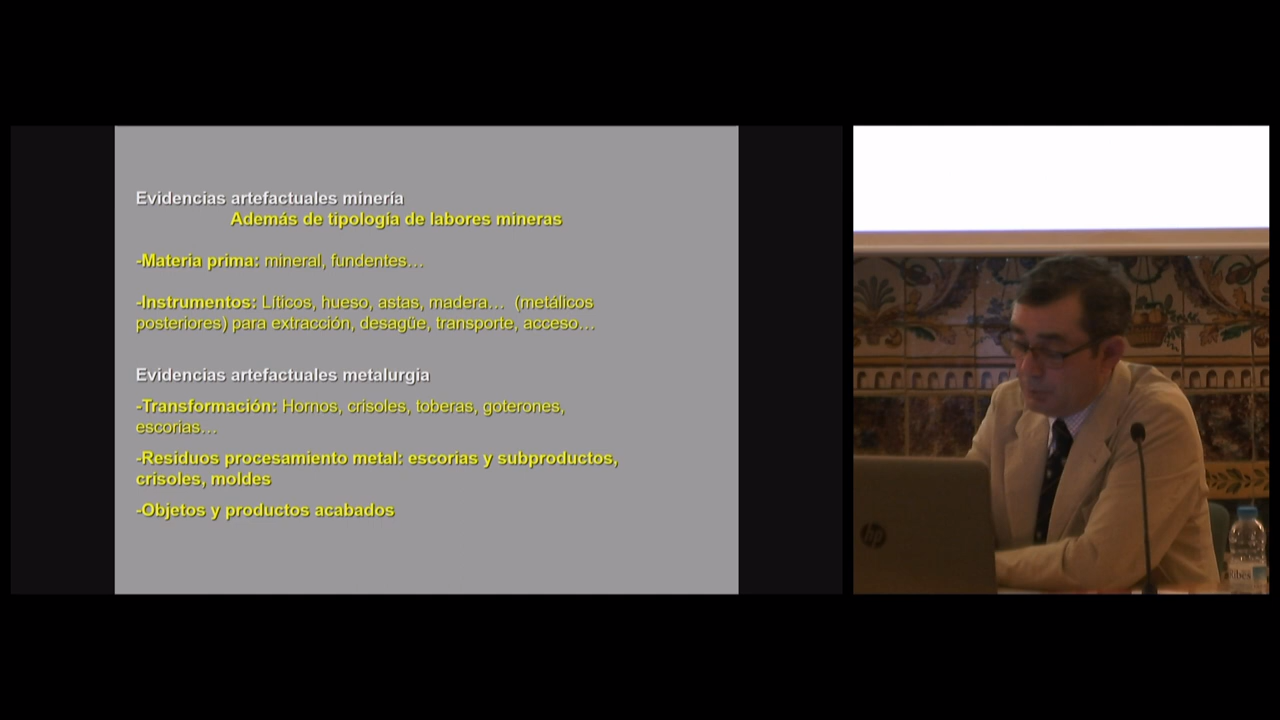 Evidencias artefactuales minería
Además de tipología de labores mineras
-Materia prima: mineral, fundentes…
-Instrumentos: Líticos, hueso, astas, madera… (metálicos
posteriores) para extracción, desagüe, transporte, acceso…
Evidencias artefactuales metalurgia
-Transformación: Hornos, crisoles, toberas, goterones,
escorias…
-Residuos procesamiento metal: escorias y subproductos,
crisoles, moldes
-Objetos y productos acabados
hp